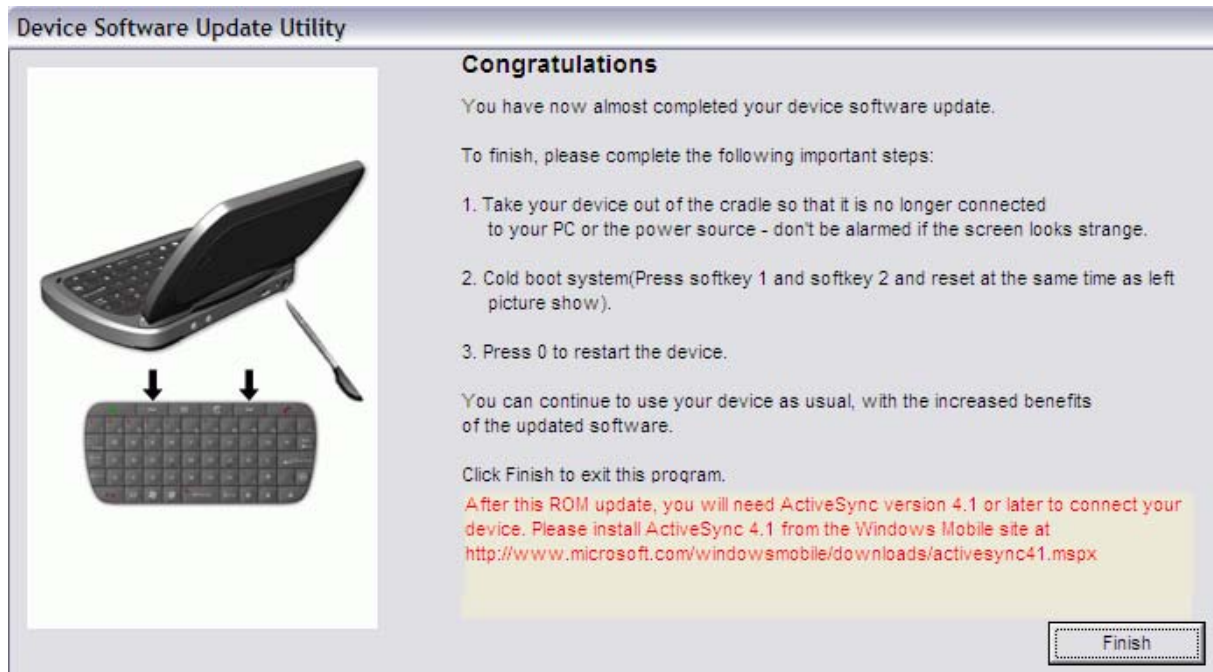 Device Software Update Utility
Congratulations
You have now almost completed your device software update.
To finish, please complete the following important steps:
1. Take your device out of the cradle so that it is no longer connected
to your PC or the power source - don't be alarmed if the screen looks strange.
2. Cold boot system(Press softkey 1 and softkey 2 and reset at the same time as left
picture show).
3. Press 0 to restart the device.
You can continue to use your device as usual, with the increased benefits
of the updated software.
Click Finish to exit this program.
After this ROM update, you will need ActiveSync version 4.1 or later to connect your
device. Please install ActiveSync 4.1 from the Windows Mobile site at
http://www.microsoft.com/windowsmobile/downloads/activesync41.mspx
Finish